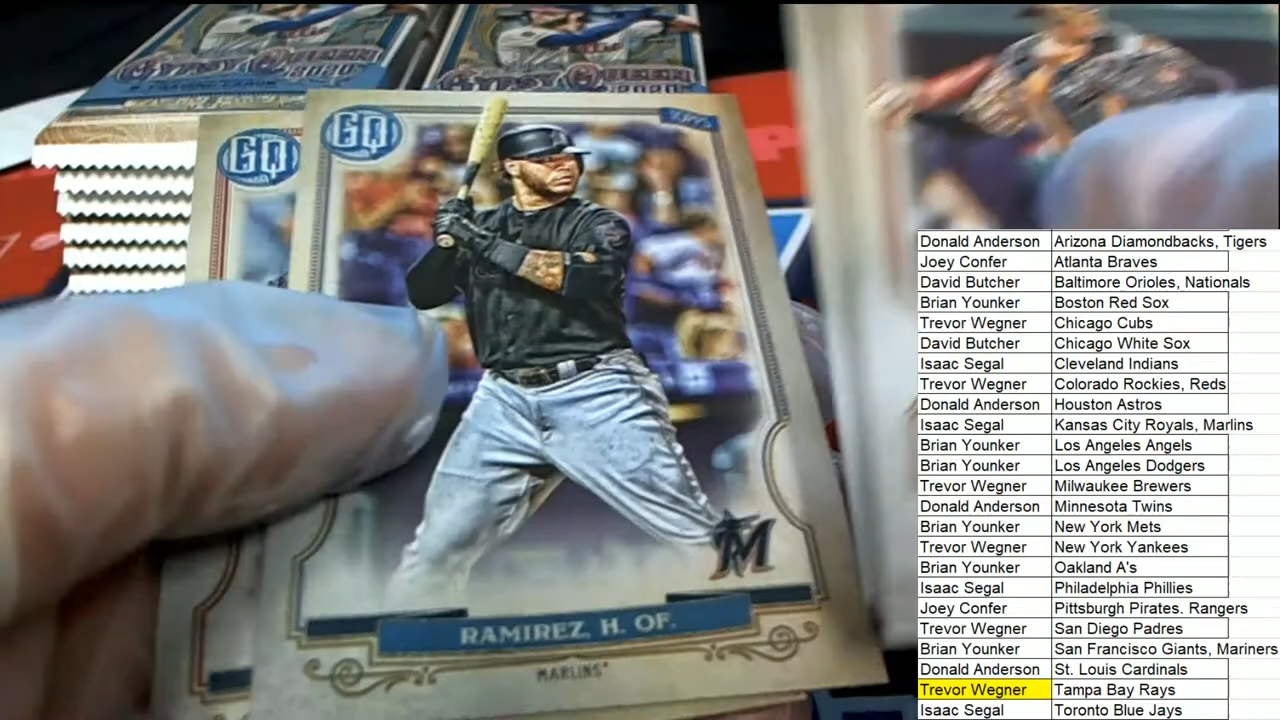 GYPSY QUEEN
2020
GYPSY QUEEN
2020
GQ
GQ
RAMIREZ, H. OF.
MARLINS
M
Donald Anderson Arizona Diamondbacks, Tigers
Joey Confer Atlanta Braves
David Butcher Baltimore Orioles, Nationals
Brian Younker Boston Red Sox
Trevor Wegner Chicago Cubs
David Butcher Chicago White Sox
Isaac Segal Cleveland Indians
Trevor Wegner Colorado Rockies, Reds
Donald Anderson Houston Astros
Isaac Segal Kansas City Royals, Marlins
Brian Younker Los Angeles Angels
Brian Younker Los Angeles Dodgers
Trevor Wegner Milwaukee Brewers
Donald Anderson Minnesota Twins
Brian Younker New York Mets
Trevor Wegner New York Yankees
Brian Younker Oakland A's
Isaac Segal Philadelphia Phillies
Joey Confer Pittsburgh Pirates. Rangers
Trevor Wegner San Diego Padres
Brian Younker San Francisco Giants, Mariners
Donald Anderson St. Louis Cardinals
Trevor Wegner Tampa Bay Rays
Isaac Segal Toronto Blue Jays